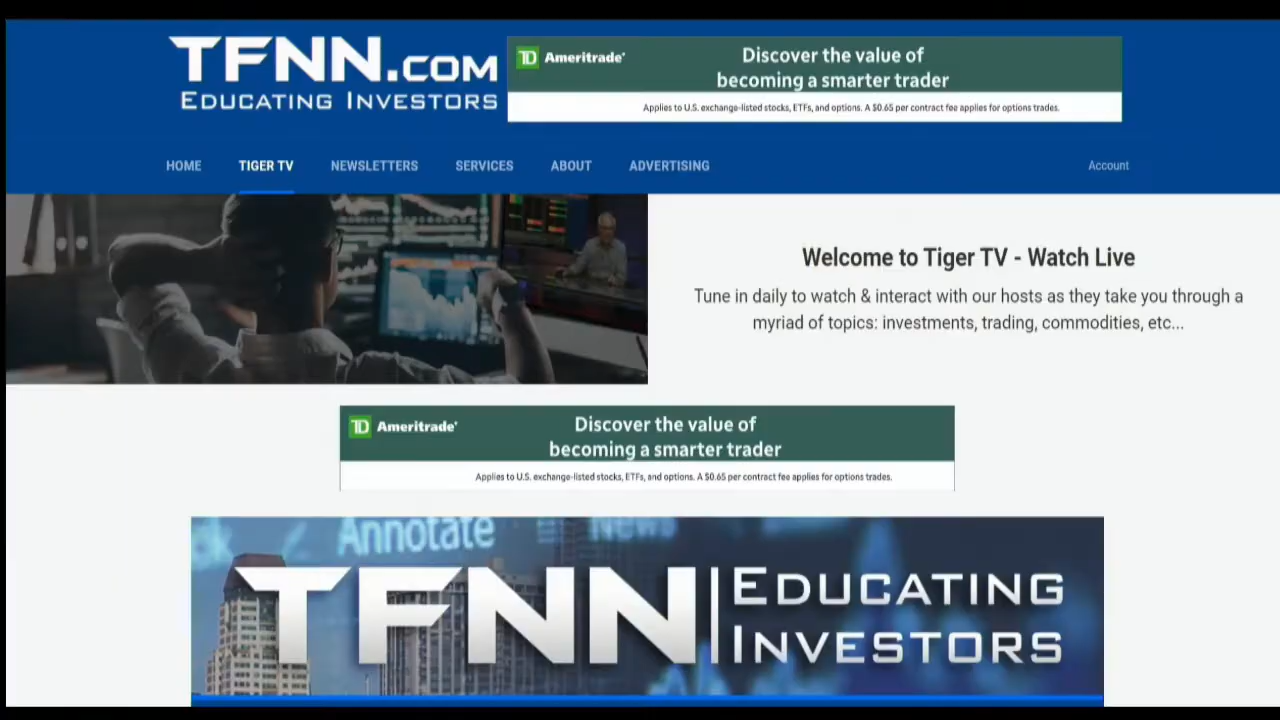 TFNN.COM
EDUCATING INVESTORS
TD Ameritrade®
Discover the value of
becoming a smarter trader
Applies to U.S. exchange-listed stocks, ETFs, and options. A $0.65 per contract fee applies for options trades.
HOME TIGER TV NEWSLETTERS SERVICES ABOUT ADVERTISING Account
Welcome to Tiger TV - Watch Live
Tune in daily to watch & interact with our hosts as they take you through a
myriad of topics: investments, trading, commodities, etc...
TD Ameritrade®
Discover the value of
becoming a smarter trader
Applies to U.S. exchange-listed stocks, ETFs, and options. A $0.65 per contract fee applies for options trades.
Annotate News
TFNN EDUCATING
INVESTORS